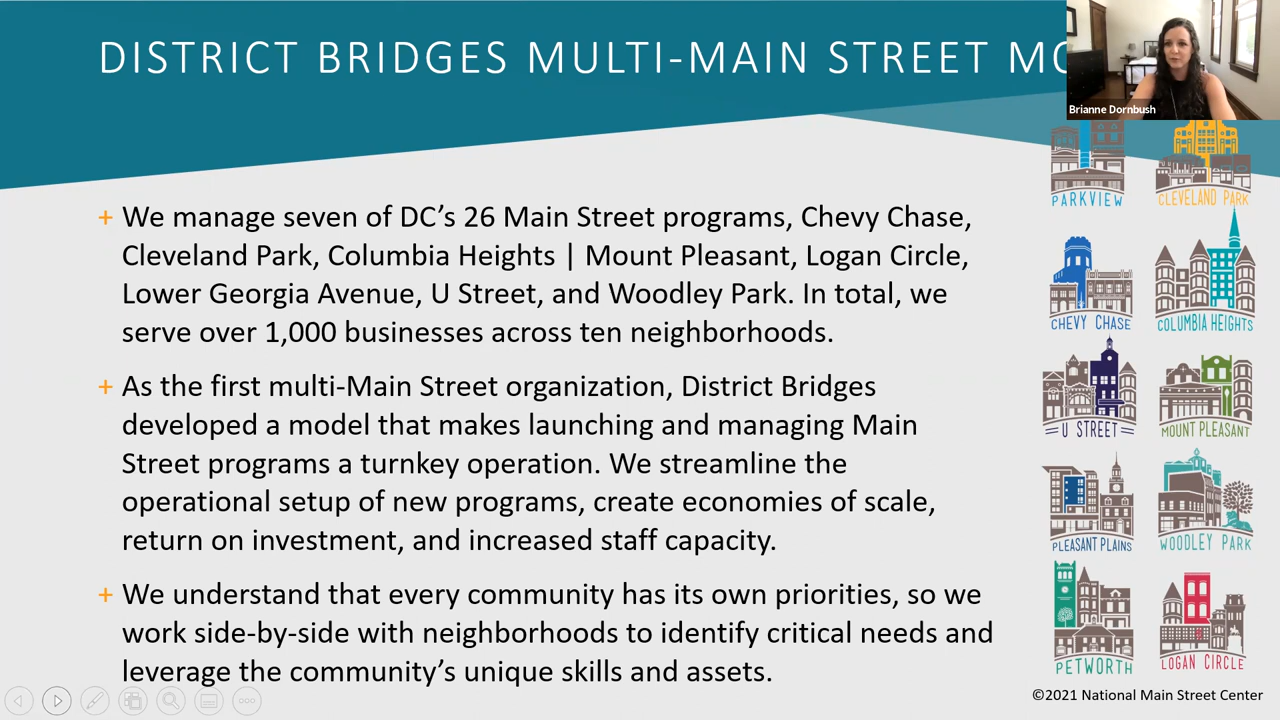 DISTRICT BRIDGES MULTI-MAIN STREET MO
Brianne Dornbush
+ We manage seven of DC’s 26 Main Street programs, Chevy Chase,
Cleveland Park, Columbia Heights | Mount Pleasant, Logan Circle,
Lower Georgia Avenue, U Street, and Woodley Park. In total, we
serve over 1,000 businesses across ten neighborhoods.
+ As the first multi-Main Street organization, District Bridges
developed a model that makes launching and managing Main
Street programs a turnkey operation. We streamline the
operational setup of new programs, create economies of scale,
return on investment, and increased staff capacity.
+ We understand that every community has its own priorities, so we
work side-by-side with neighborhoods to identify critical needs and
leverage the community’s unique skills and assets.
PARKVIEW
CLEVELAND PARK
CHEVY CHASE
COLUMBIA HEIGHTS
U STREET
MOUNT PLEASANT
PLEASANT PLAINS
WOODLEY PARK
PETWORTH
LOGAN CIRCLE
©2021 National Main Street Center